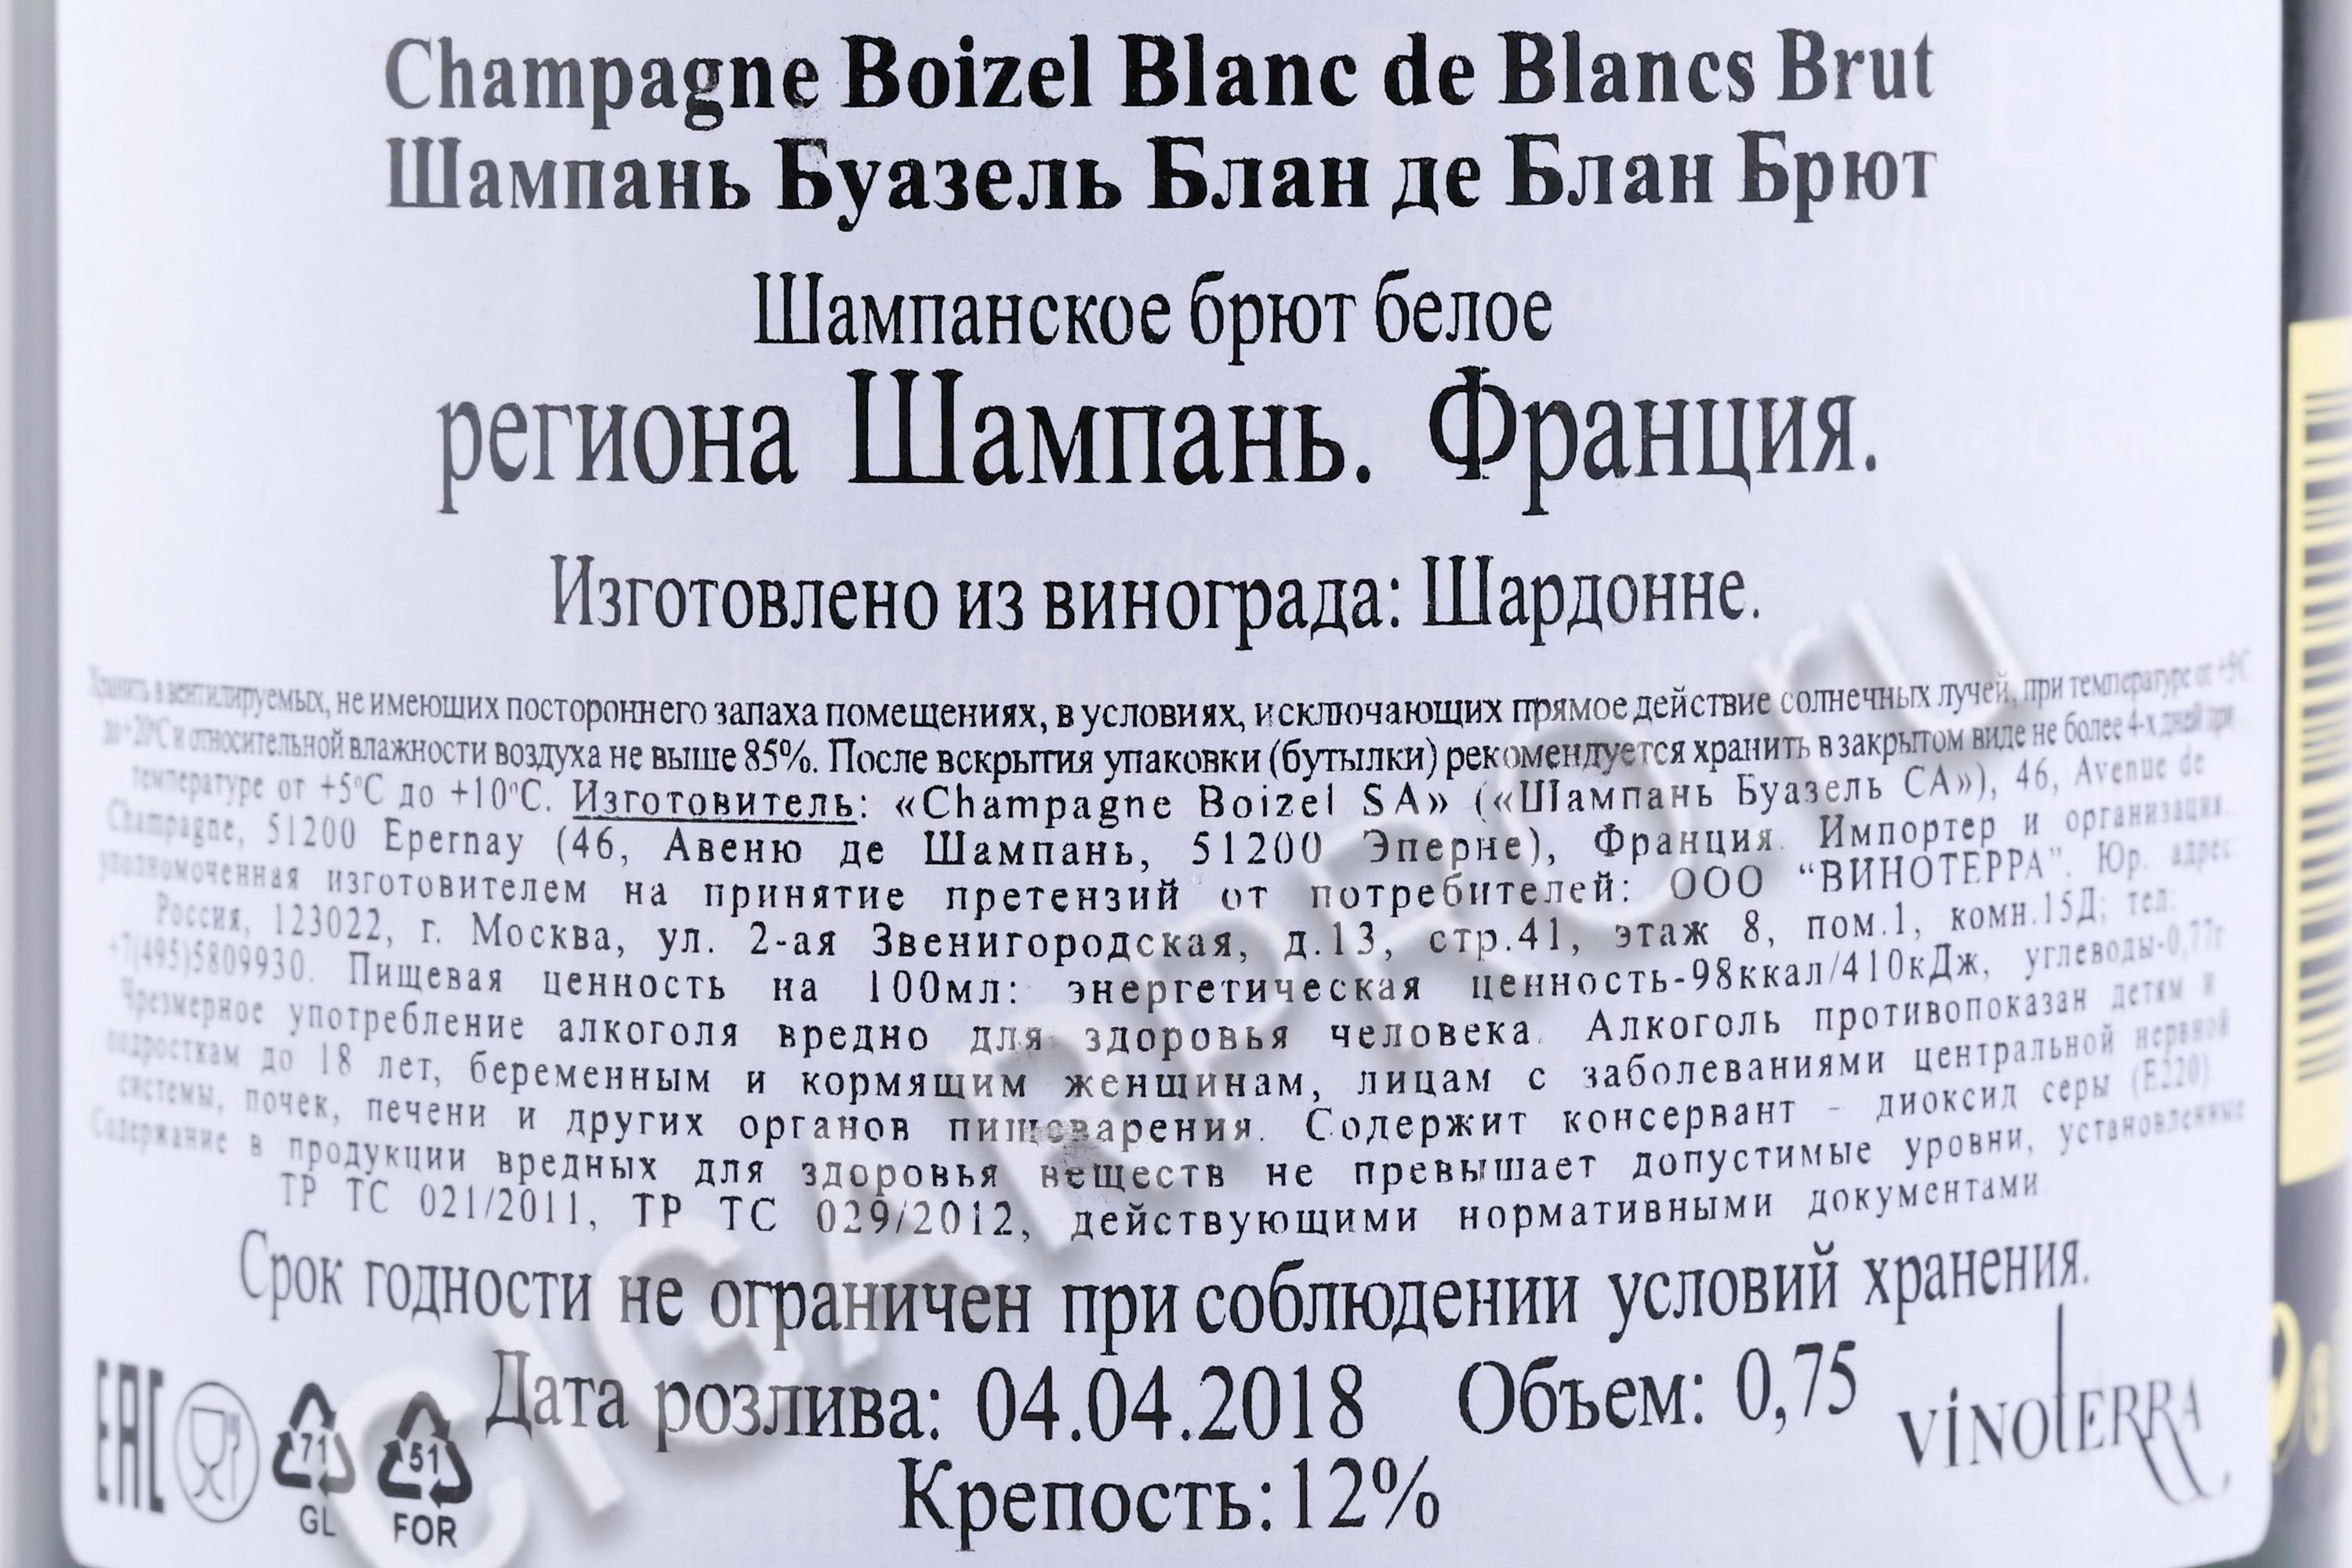 Champagne Boizel Blanc de Blancs Brut
Шампань Буазель Блан де Блан Брют
Шампанское брют белое
региона Шампань. Франция.
Изготовлено из винограда: Шардонне.
Хранить в вентилируемых, не имеющих постороннего запаха помещениях, в условиях, исключающих прямое действие солнечных лучей, при температуре от +5°С
до +20°С и относительной влажности воздуха не выше 85%. После вскрытия упаковки (бутылки) рекомендуется хранить в закрытом виде не более 4-х дней при
температуре от +5°С до +10°С. Изготовитель: «Champagne Boizel SA» («Шампань Буазель СА»), 46, Avenue de
Champagne, 51200 Epernay (46, Авеню де Шампань, 51200 Эперне), Франция. Импортер и организация,
уполномоченная изготовителем на принятие претензий от потребителей: ООО “ВИНОТЕРРА”. Юр. адрес:
Россия, 123022, г. Москва, ул. 2-ая Звенигородская, д.13, стр.41, этаж 8, пом.1, комн.15Д; тел:
+7(495)5809930. Пищевая ценность на 100мл: энергетическая ценность-98ккал/410кДж, углеводы-0,77г
Чрезмерное употребление алкоголя вредно для здоровья человека. Алкоголь противопоказан детям и
подросткам до 18 лет, беременным и кормящим женщинам, лицам с заболеваниями центральной нервной
системы, почек, печени и других органов пищеварения. Содержит консервант - диоксид серы (Е220).
Содержание в продукции вредных для здоровья веществ не превышает допустимые уровни, установленные
ТР ТС 021/2011, ТР ТС 029/2012, действующими нормативными документами.
Срок годности не ограничен при соблюдении условий хранения.
Дата розлива: 04.04.2018 Объем: 0,75
Крепость:12%
EAC
71
GL
51
FOR
VINOTERRA
CIGARPRO.ru